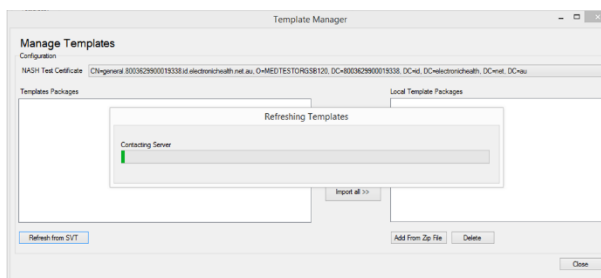 Template Manager
Manage Templates
Configuration
NASH Test Certificate CN=general.8003629900019338.id.electronichealth.net.au, O=MEDTESTORGSB120, DC=8003629900019338, DC=id, DC=electronichealth, DC=net, DC=au
Templates Packages
Local Template Packages
Refreshing Templates
Contacting Server
Import all >>
Refresh from SVT
Add From Zip File
Delete
Close